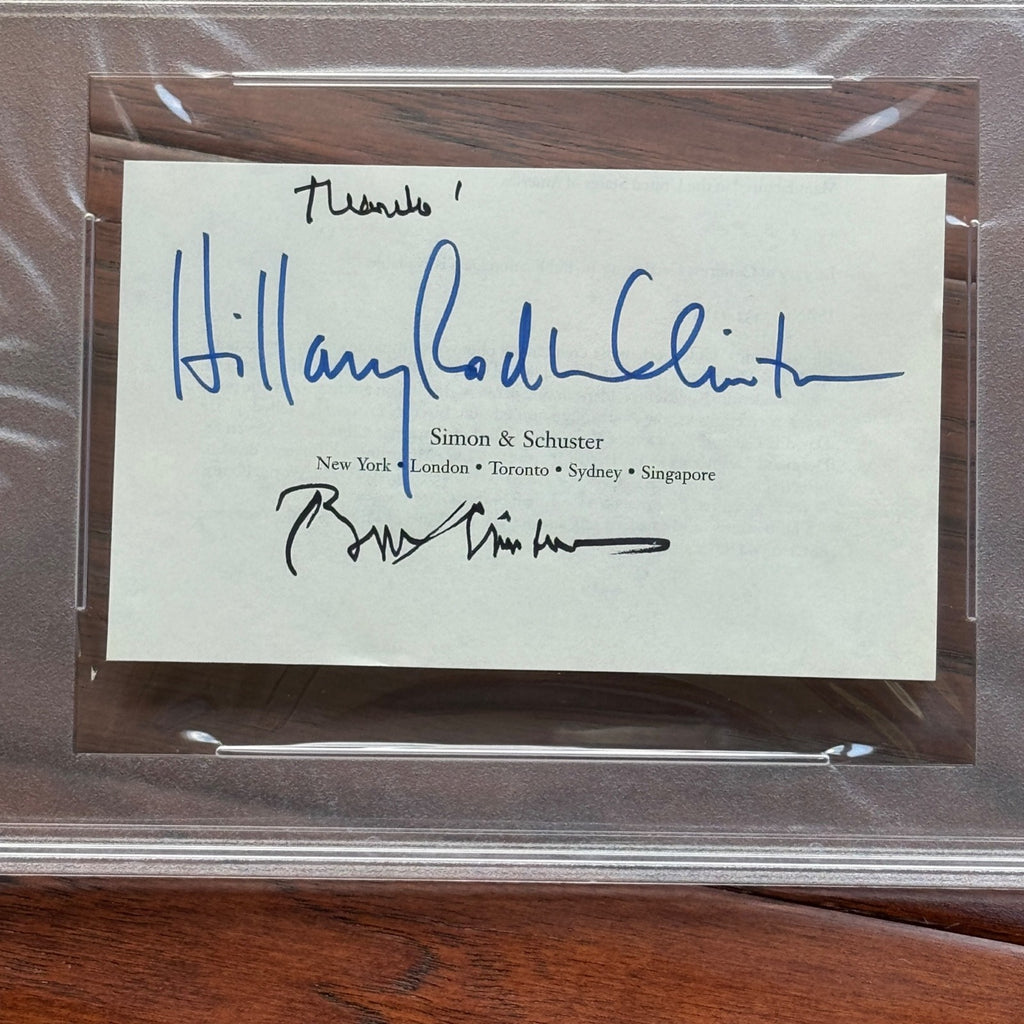 Thanks!
Hillary Rodham Clinton
Simon & Schuster
New York • London • Toronto • Sydney • Singapore
Bill Clinton